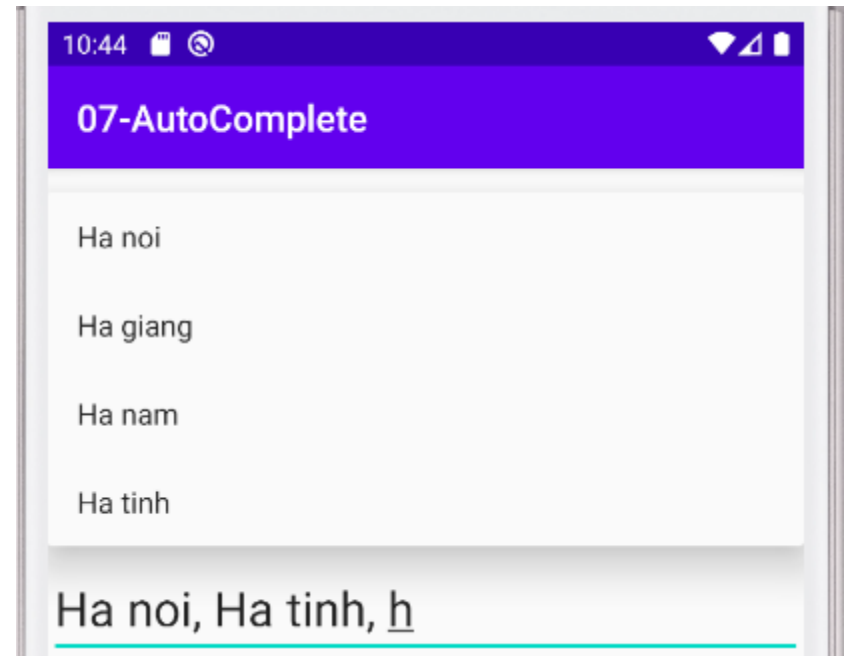 10:44
07-AutoComplete
Ha noi
Ha giang
Ha nam
Ha tinh
Ha noi, Ha tinh, h